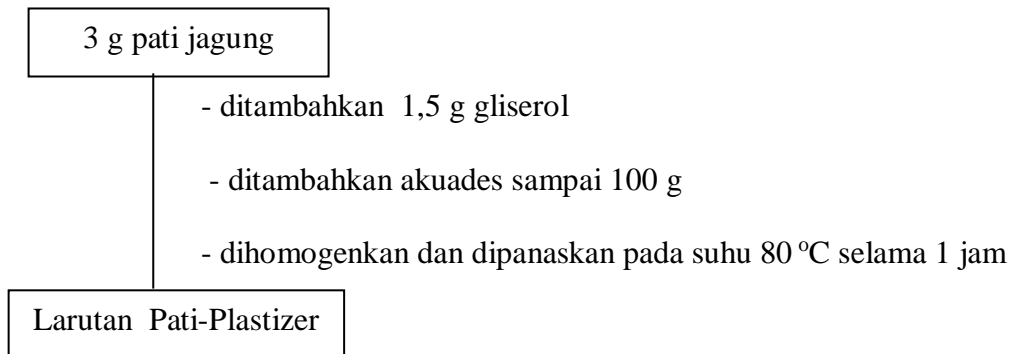 3 g pati jagung
- ditambahkan 1,5 g gliserol
- ditambahkan akuades sampai 100 g
- dihomogenkan dan dipanaskan pada suhu 80 ºC selama 1 jam
Larutan Pati-Plastizer